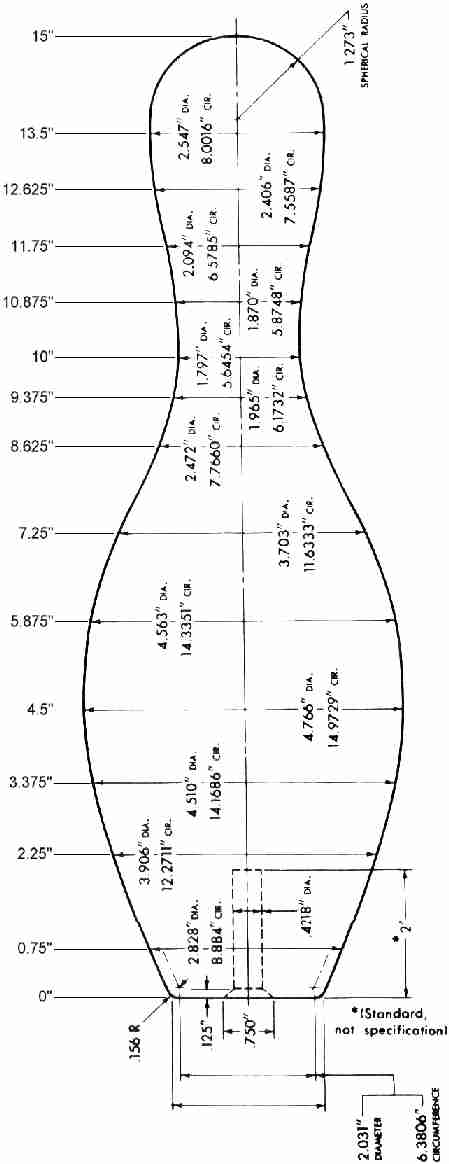 15"
1.273"
SPHERICAL RADIUS
13.5"
2.547" DIA.
8.0016" CIR.
12.625"
2.406" DIA.
7.5587" CIR.
11.75"
2.094" DIA.
6.5785" CIR.
10.875"
1.870" DIA.
5.8748" CIR.
10"
1.797" DIA.
5.6454" CIR.
9.375"
1.965" DIA.
6.1732" CIR.
8.625"
2.472" DIA.
7.7660" CIR.
7.25"
3.703" DIA.
11.6333" CIR.
5.875"
4.563" DIA.
14.3351" CIR.
4.5"
4.766" DIA.
14.9729" CIR.
3.375"
4.510" DIA.
14.1686" CIR.
2.25"
3.906" DIA.
12.2711" CIR.
0.75"
2.828" DIA.
8.884" CIR.
.4218" DIA.
* 2'
0"
.156 R
.125"
.750"
*(Standard,
not specification)
2.031"
DIAMETER
6.3806"
CIRCUMFERENCE